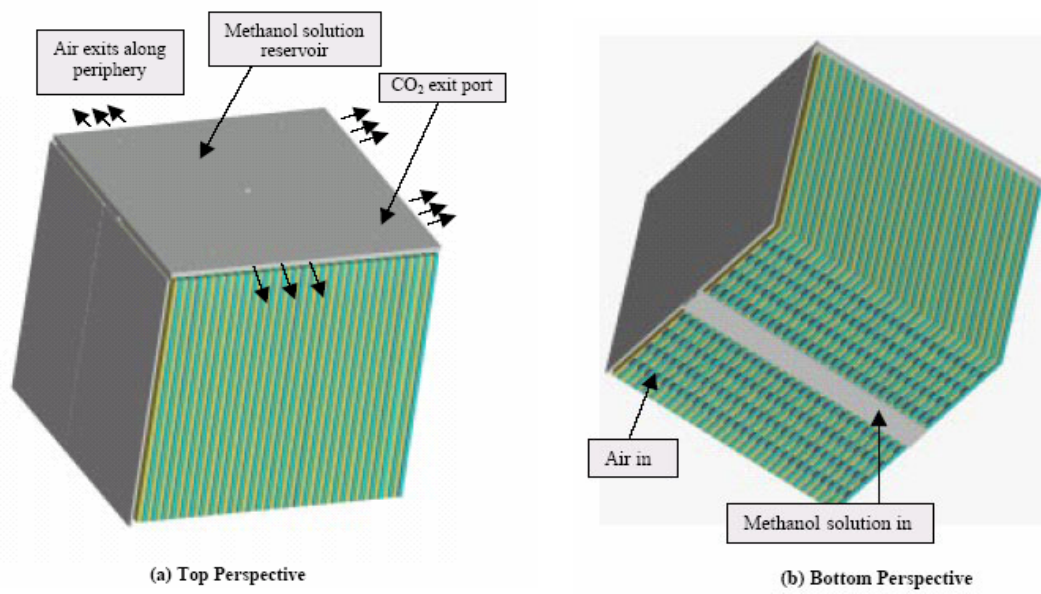 Air exits along
periphery
Methanol solution
reservoir
CO₂ exit port
(a) Top Perspective
Air in
Methanol solution in
(b) Bottom Perspective